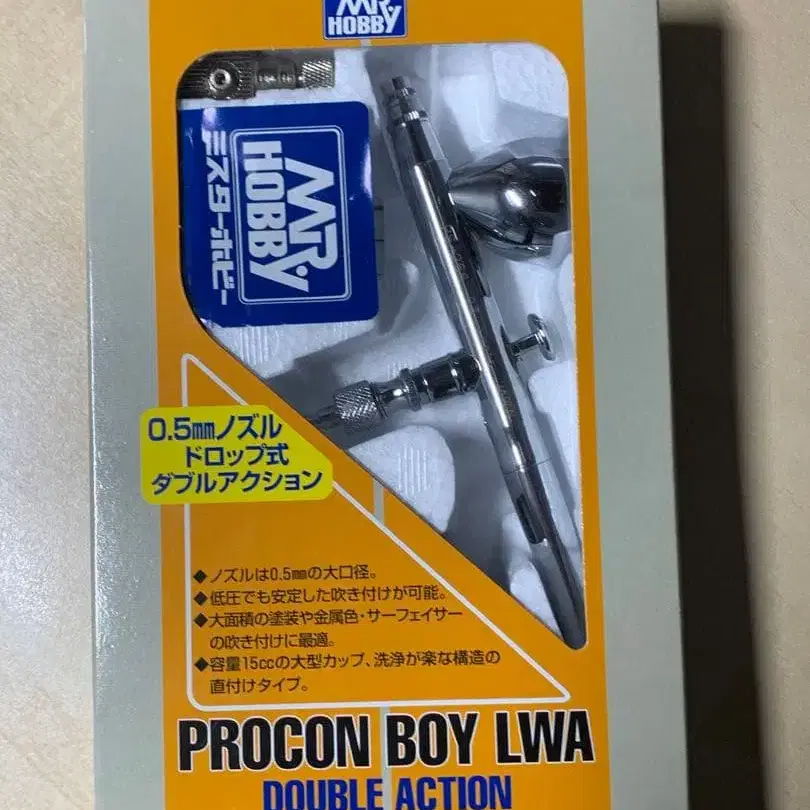 MR. HOBBY
MR. HOBBY
ミスターホビー
0.5mmノズル
ドロップ式
ダブルアクション
◆ノズルは0.5mmの大口径。
◆低圧でも安定した吹き付けが可能。
◆大面積の塗装や金属色・サーフェイサー
の吹き付けに最適。
◆容量15ccの大型カップ、洗浄が楽な構造の
直付けタイプ。
PROCON BOY LWA
DOUBLE ACTION